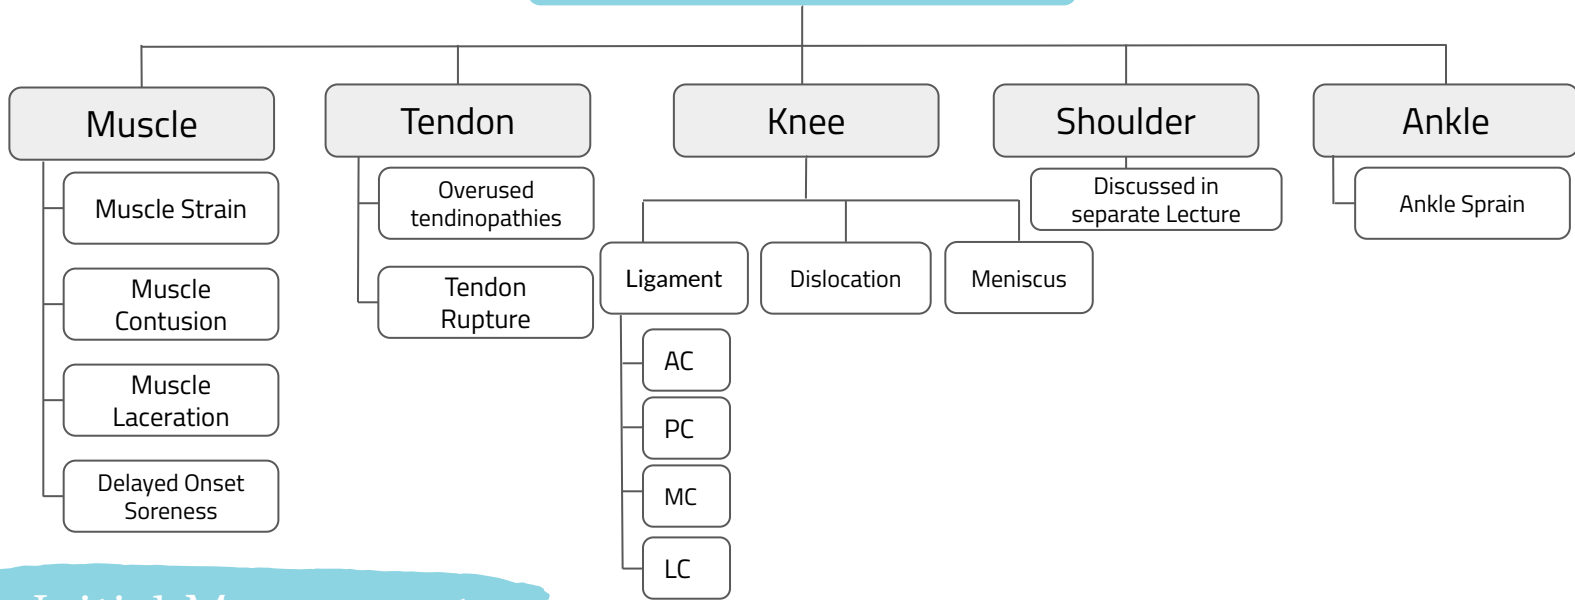 Muscle
Tendon
Knee
Shoulder
Ankle
Muscle Strain
Muscle
Contusion
Muscle
Laceration
Delayed Onset
Soreness
Overused
tendinopathies
Tendon
Rupture
Ligament
Dislocation
Meniscus
AC
PC
MC
LC
Discussed in
separate Lecture
Ankle Sprain